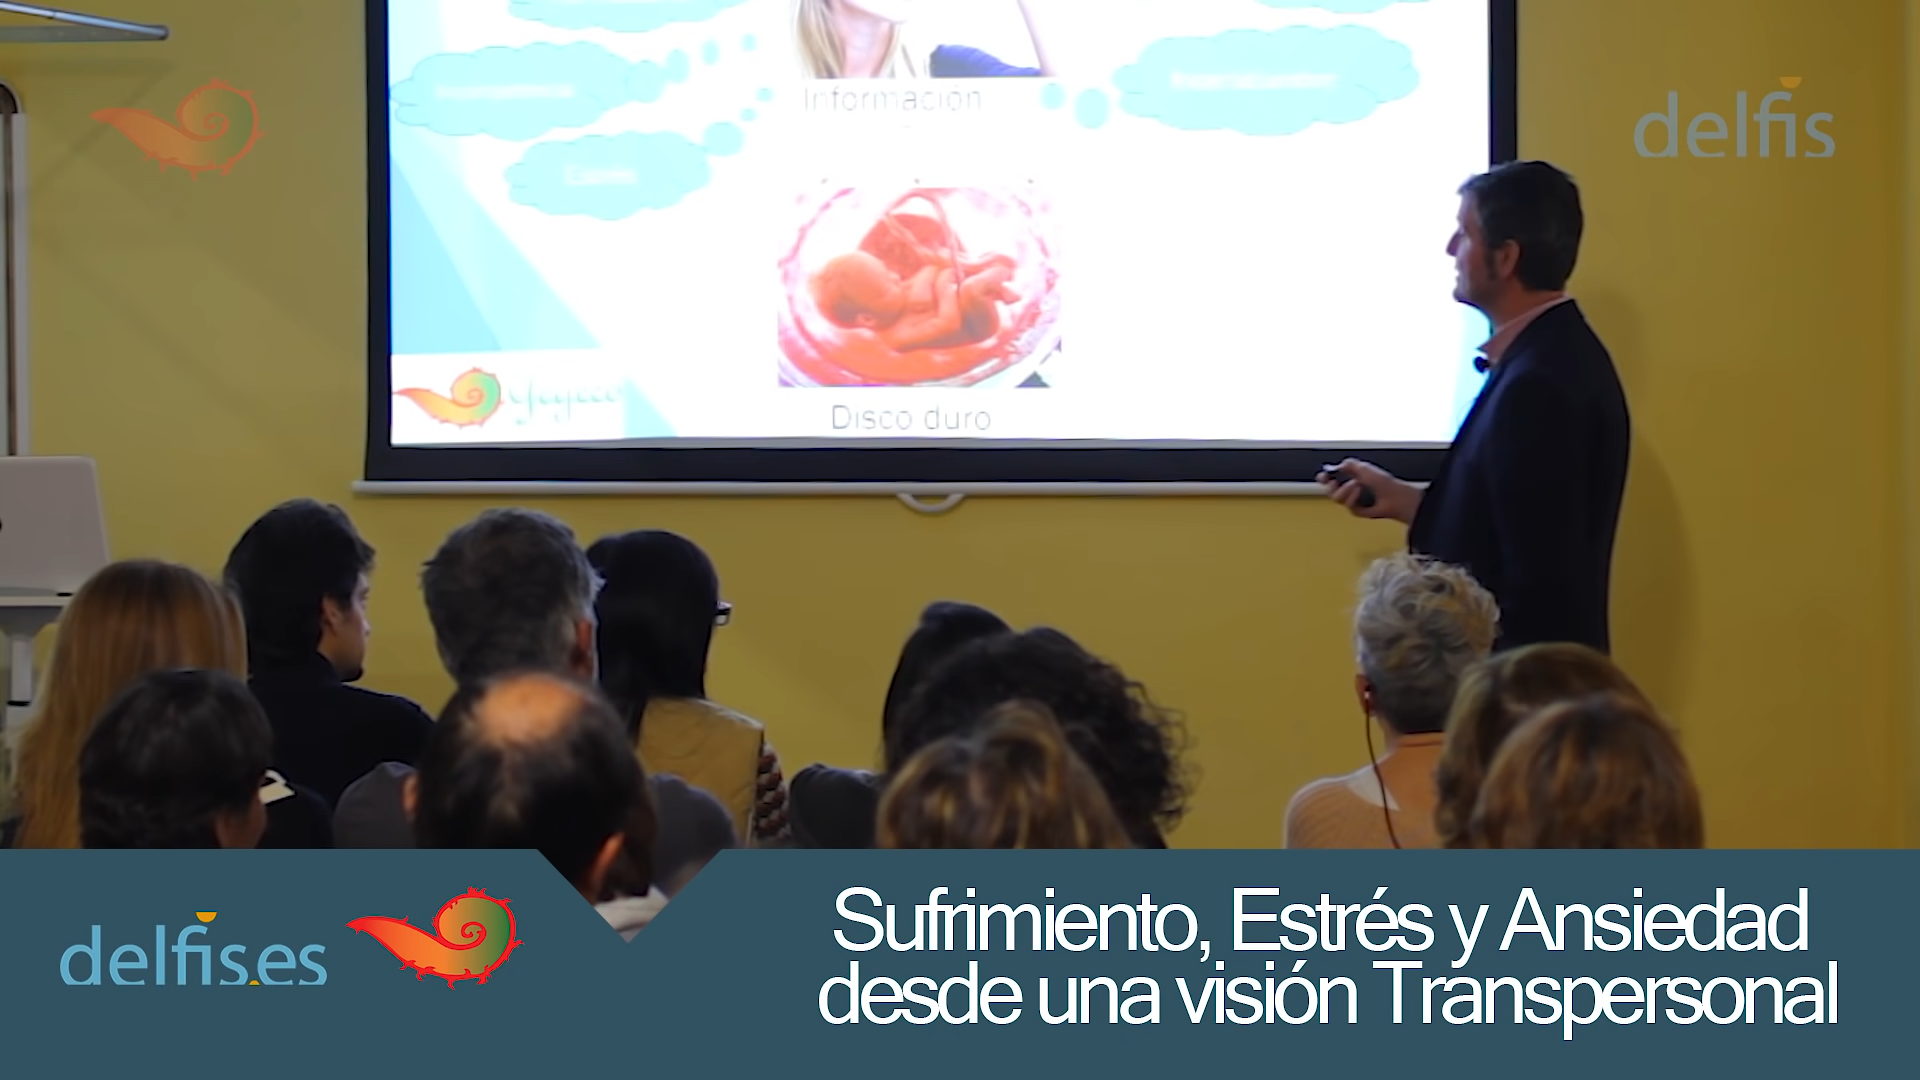 Información
delfis
Disco duro
delfis.es
Sufrimiento, Estrés y Ansiedad
desde una visión Transpersonal